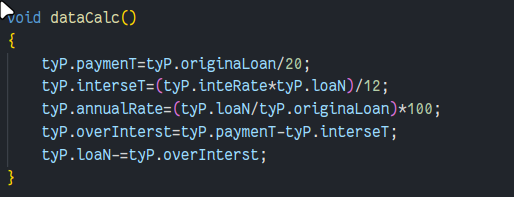 void dataCalc()
{
tyP.paymenT=tyP.originaLoan/20;
tyP.interseT=(tyP.inteRate*tyP.loaN)/12;
tyP.annualRate=(tyP.loaN/tyP.originaLoan)*100;
tyP.overInterst=tyP.paymenT-tyP.interseT;
tyP.loaN-=tyP.overInterst;
}